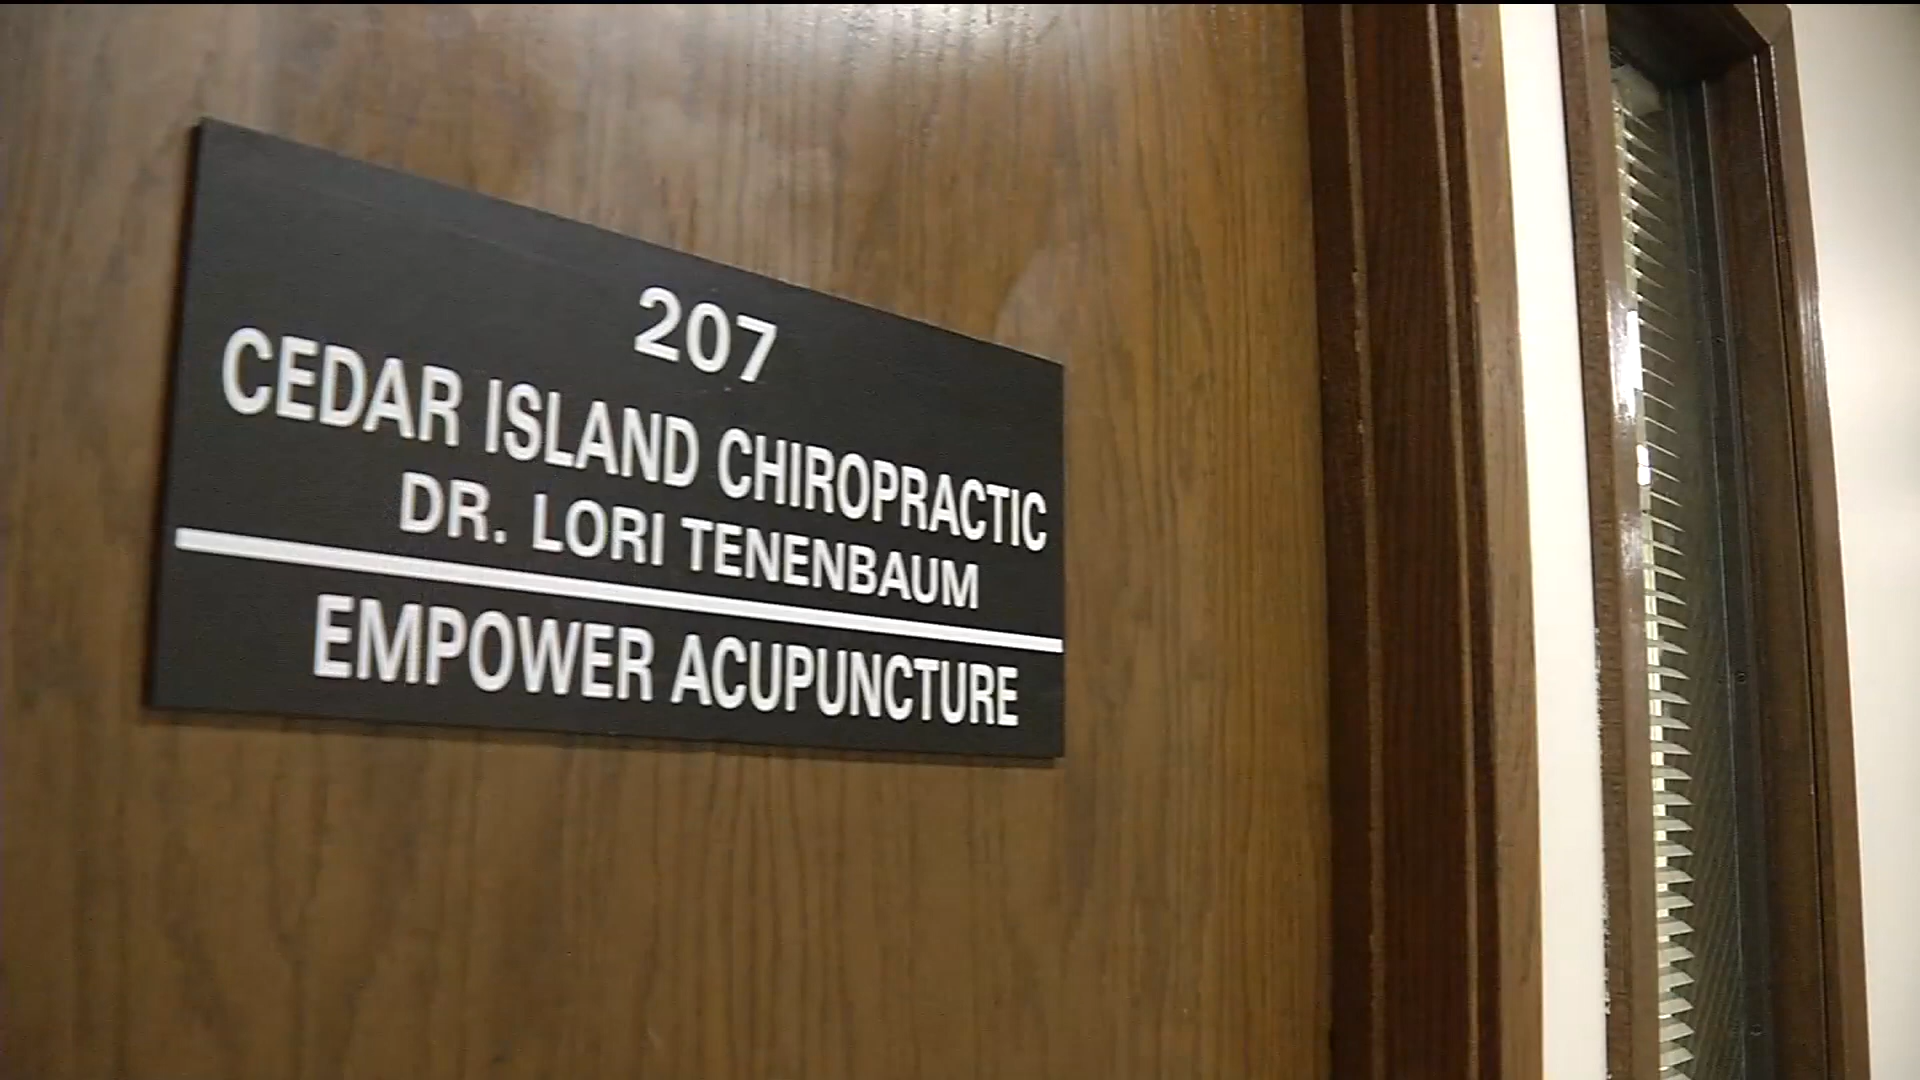 207
CEDAR ISLAND CHIROPRACTIC
DR. LORI TENENBAUM
EMPOWER ACUPUNCTURE